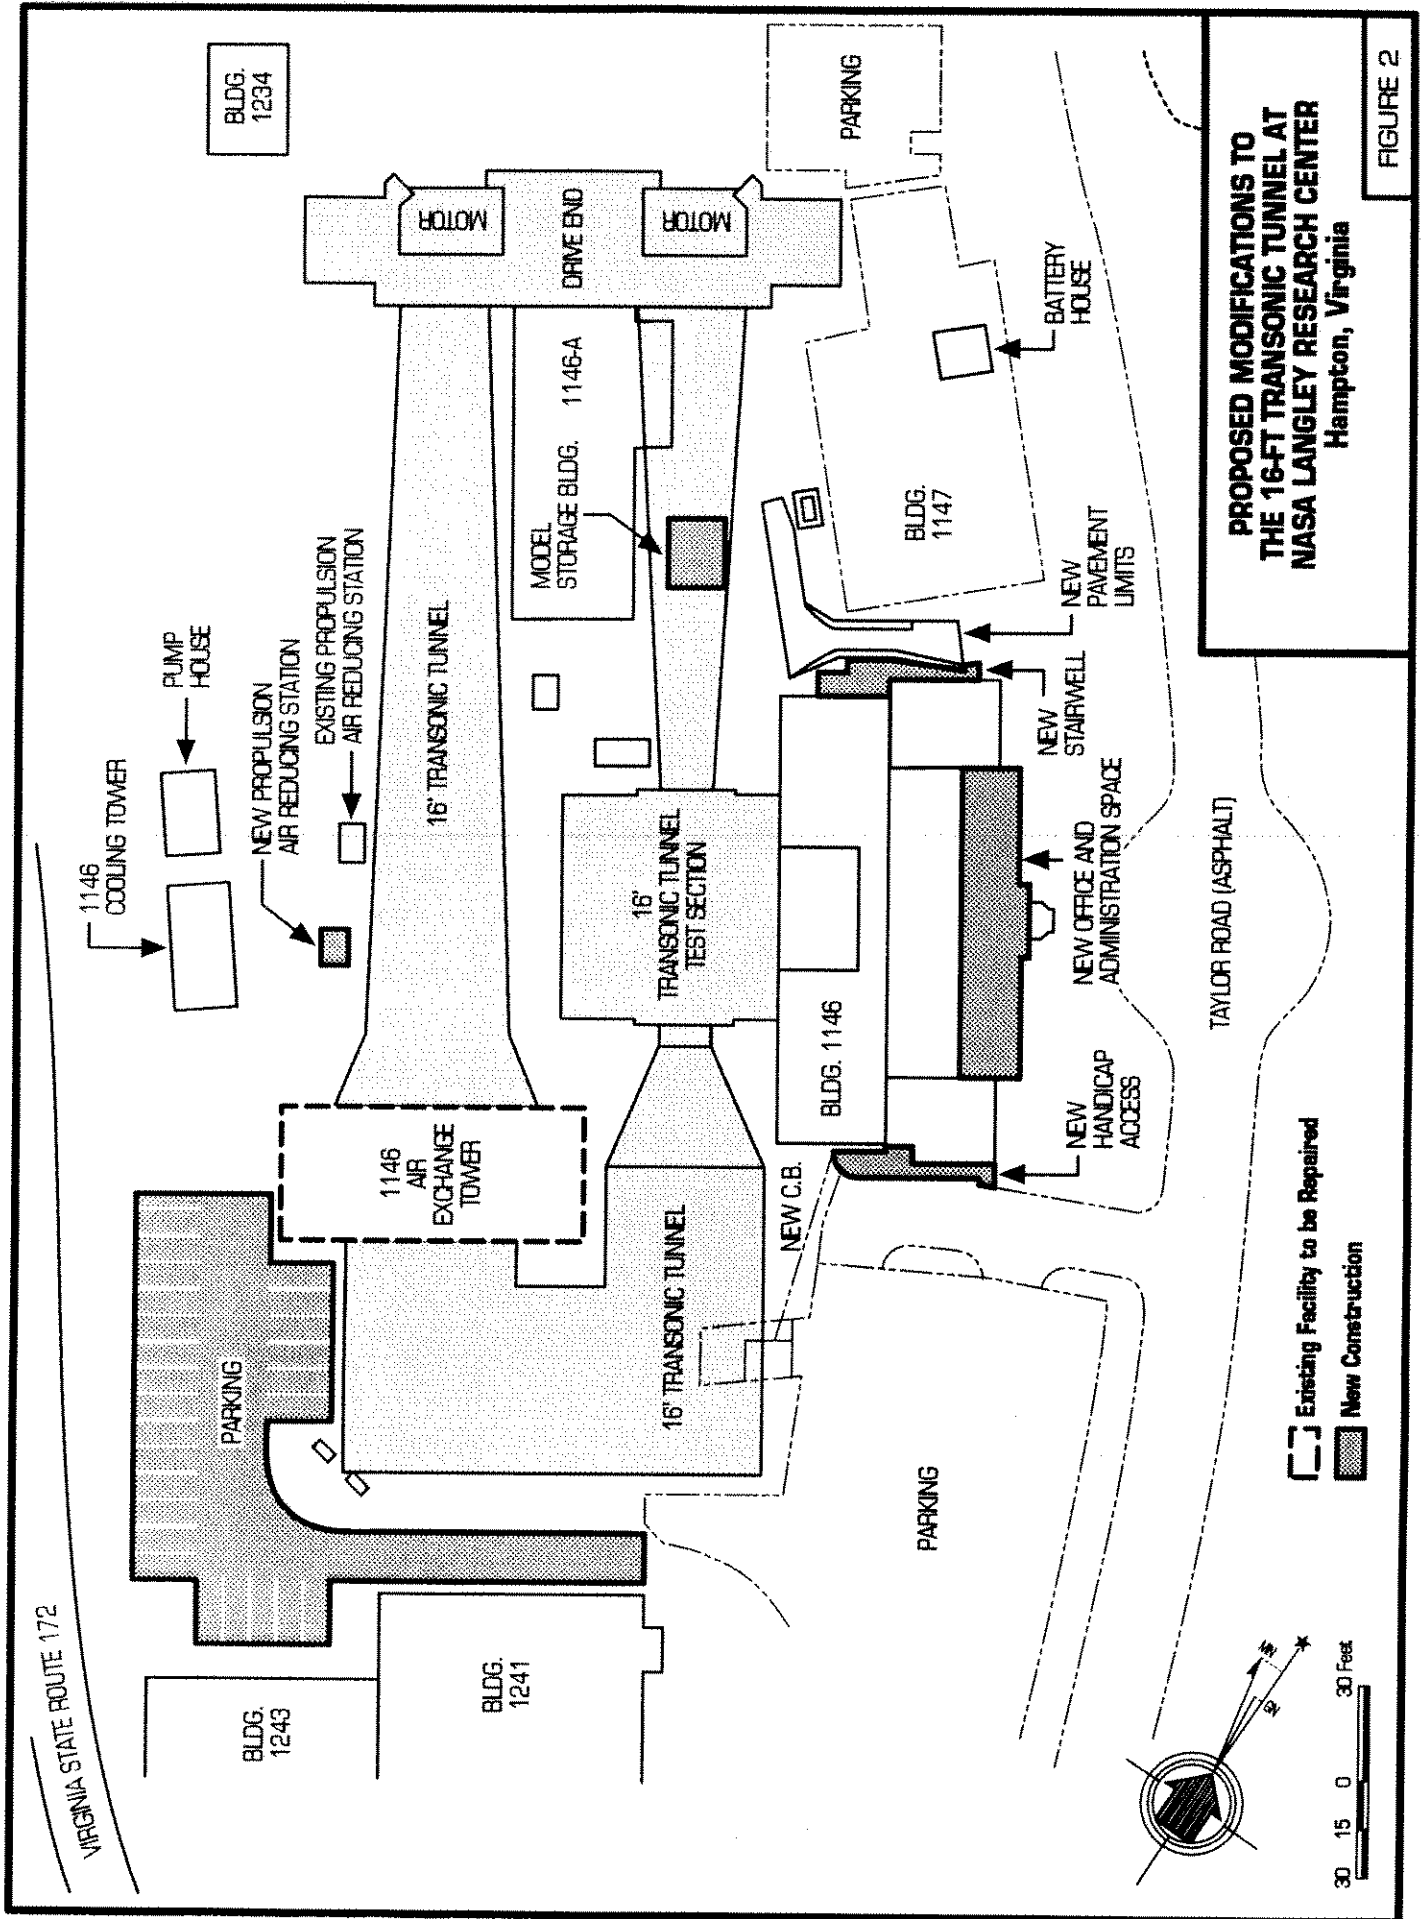 VIRGINIA STATE ROUTE 172
BLDG.
1243
BLDG.
1241
PARKING
1146
COOLING TOWER
PUMP
HOUSE
NEW PROPULSION
AIR REDUCING STATION
EXISTING PROPULSION
AIR REDUCING STATION
BLDG.
1234
1146
AIR
EXCHANGE
TOWER
16' TRANSONIC TUNNEL
MOTOR
DRIVE END
MOTOR
MODEL
STORAGE BLDG.
1146-A
16' TRANSONIC TUNNEL
16'
TRANSONIC TUNNEL
TEST SECTION
NEW C.B.
BLDG. 1146
PARKING
PARKING
BLDG.
1147
BATTERY
HOUSE
NEW
HANDICAP
ACCESS
NEW OFFICE AND
ADMINISTRATION SPACE
NEW
STAIRWELL
NEW
PAVEMENT
LIMITS
TAYLOR ROAD (ASPHALT)
MN
GN
30 15 0 30 Feet
Existing Facility to be Repaired
New Construction
PROPOSED MODIFICATIONS TO
THE 16-FT TRANSONIC TUNNEL AT
NASA LANGLEY RESEARCH CENTER
Hampton, Virginia
FIGURE 2